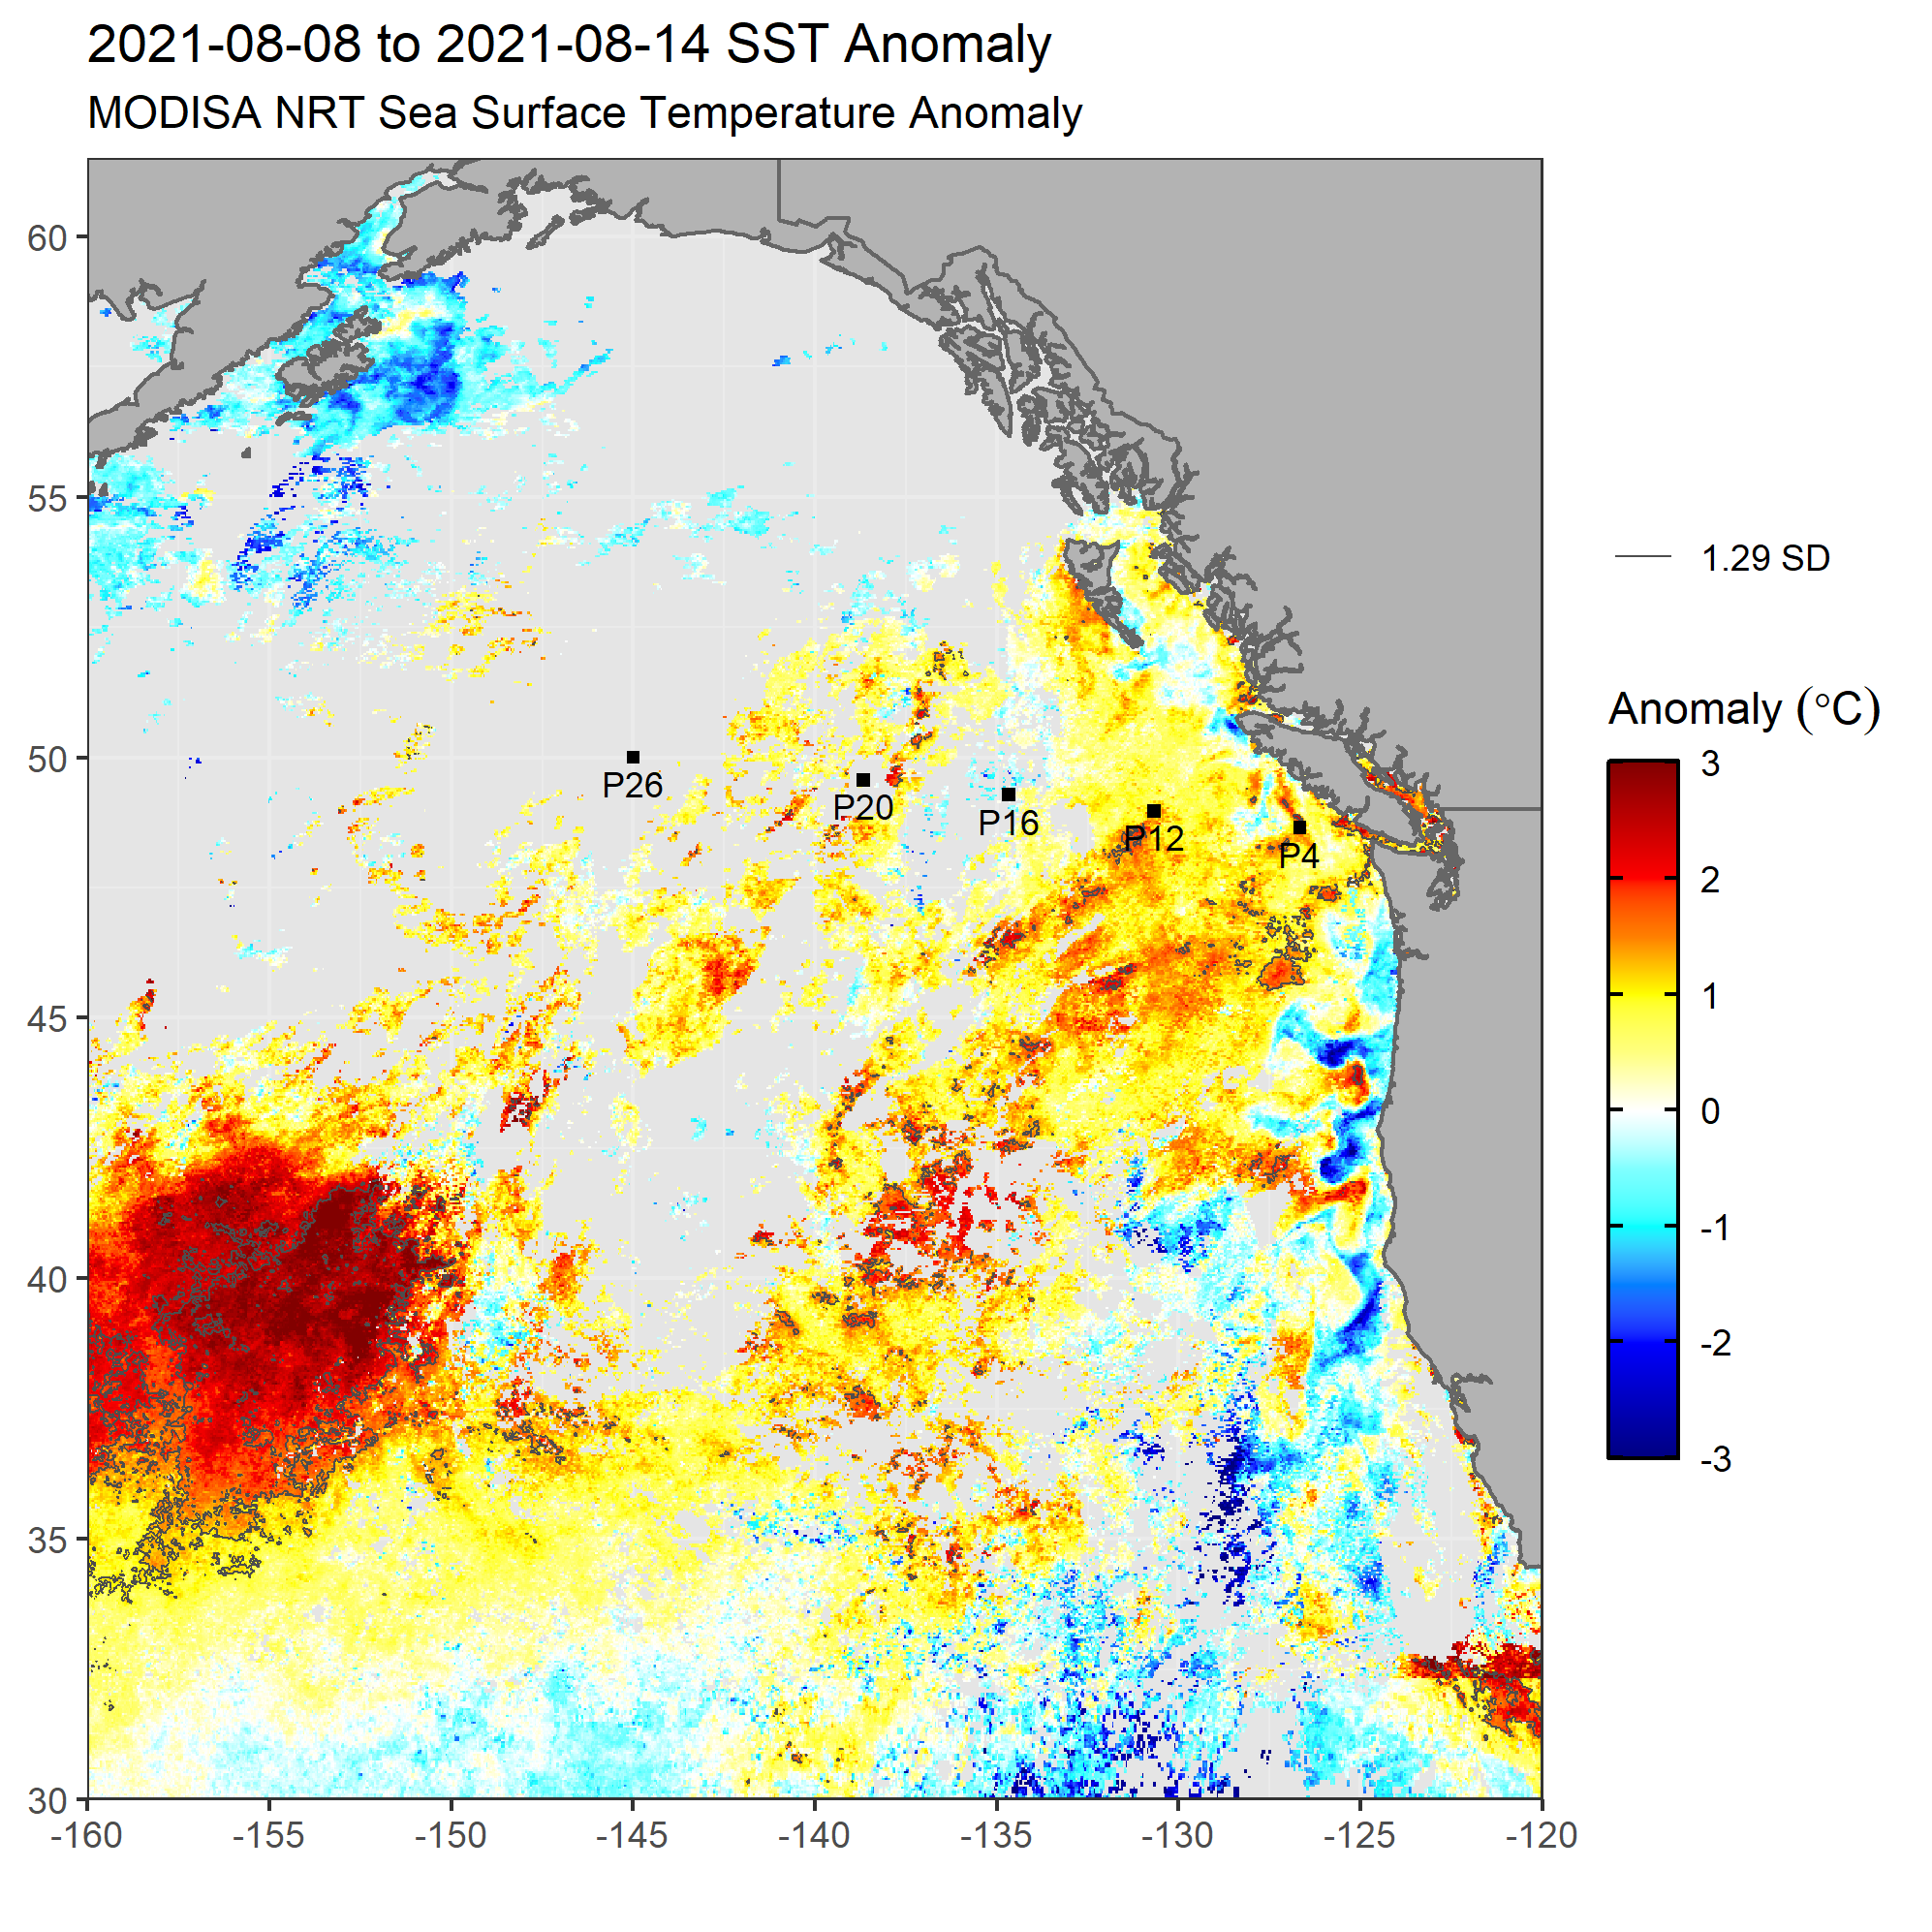 2021-08-08 to 2021-08-14 SST Anomaly
MODISA NRT Sea Surface Temperature Anomaly
60
55
50
45
40
35
30
-160
-155
-150
-145
-140
-135
-130
-125
-120
P26
P20
P16
P12
P4
1.29 SD
Anomaly (°C)
3
2
1
0
-1
-2
-3